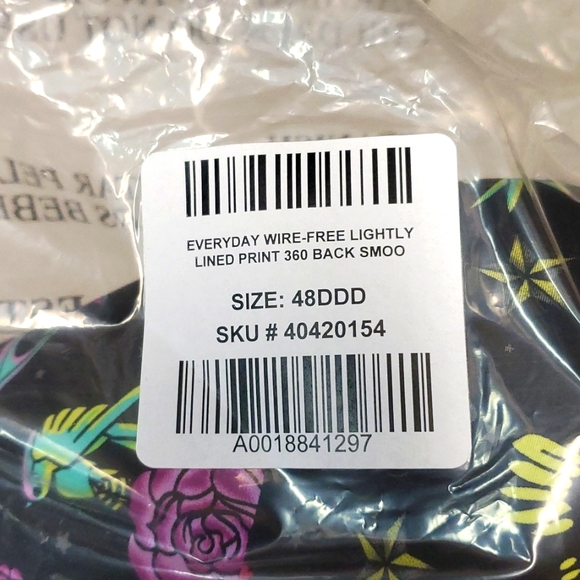 EVERYDAY WIRE-FREE LIGHTLY
LINED PRINT 360 BACK SMOO
SIZE: 48DDD
SKU # 40420154
A0018841297